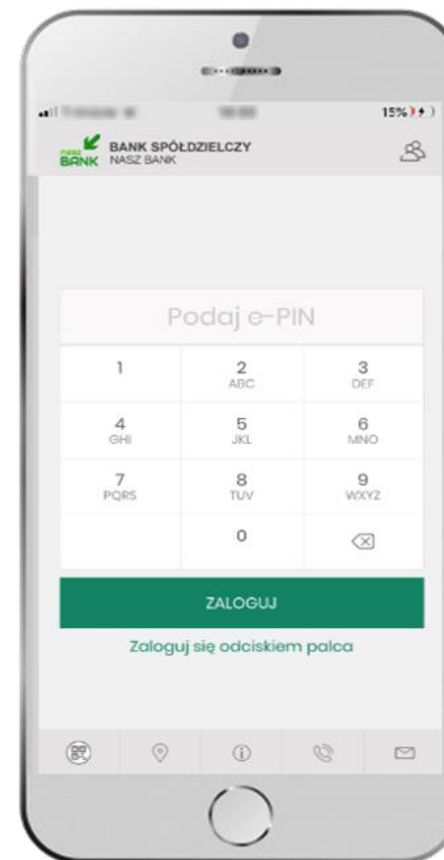 15%
nasz
BANK
BANK SPÓŁDZIELCZY
NASZ BANK
Podaj e-PIN
1
2
ABC
3
DEF
4
GHI
5
JKL
6
MNO
7
PQRS
8
TUV
9
WXYZ
0
ZALOGUJ
Zaloguj się odciskiem palca